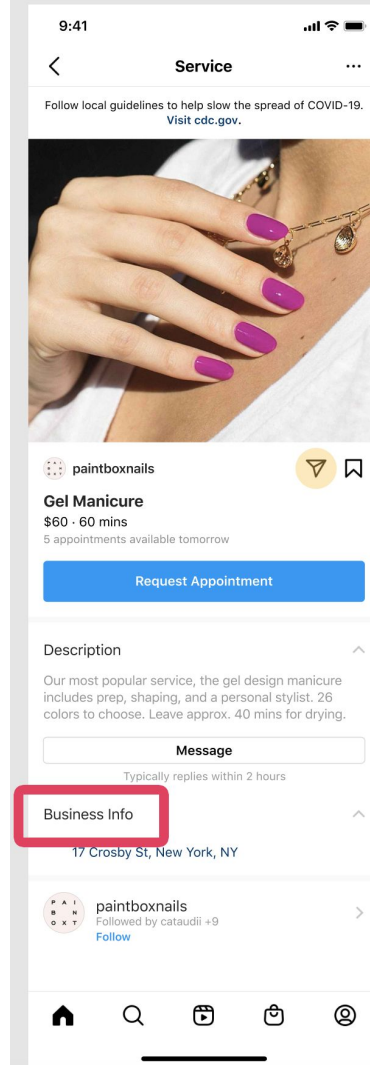 9:41
Service
Follow local guidelines to help slow the spread of COVID-19.
Visit cdc.gov.
paintboxnails
Gel Manicure
$60 · 60 mins
5 appointments available tomorrow
Request Appointment
Description
Our most popular service, the gel design manicure
includes prep, shaping, and a personal stylist. 26
colors to choose. Leave approx. 40 mins for drying.
Message
Typically replies within 2 hours
Business Info
17 Crosby St, New York, NY
P A I
B N
O X T
paintboxnails
Followed by cataudii +9
Follow